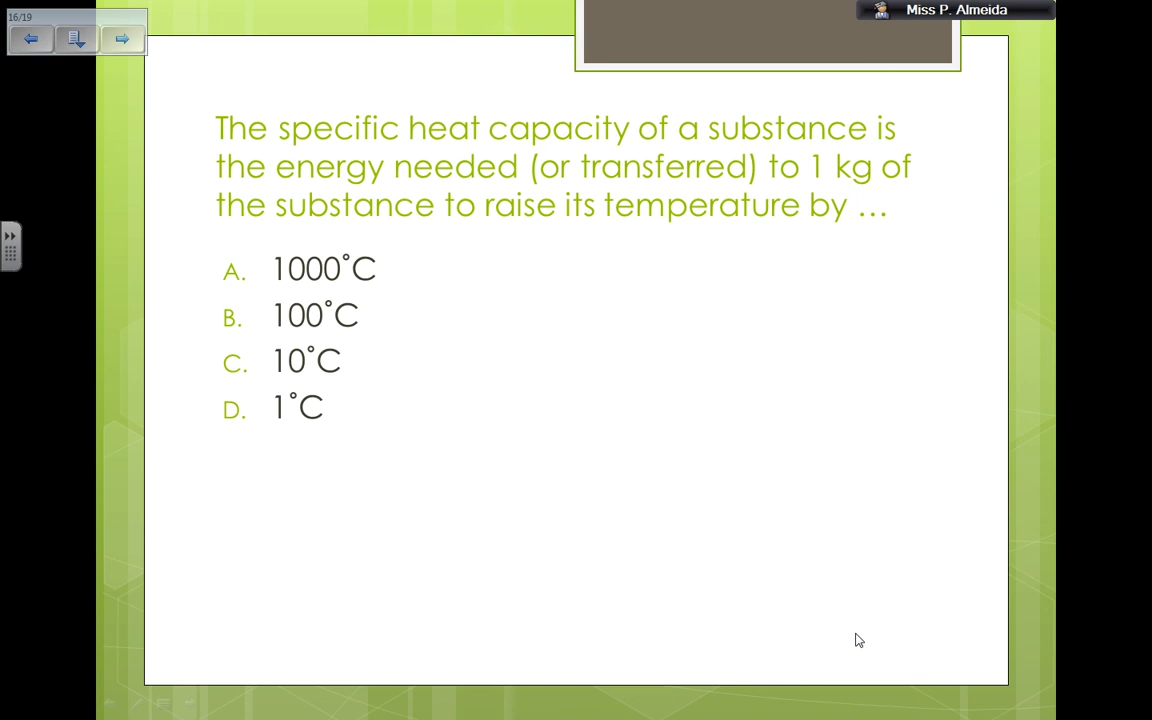 16/19
Miss P. Almeida
The specific heat capacity of a substance is
the energy needed (or transferred) to 1 kg of
the substance to raise its temperature by …
A. 1000˚C
B. 100˚C
C. 10˚C
D. 1˚C